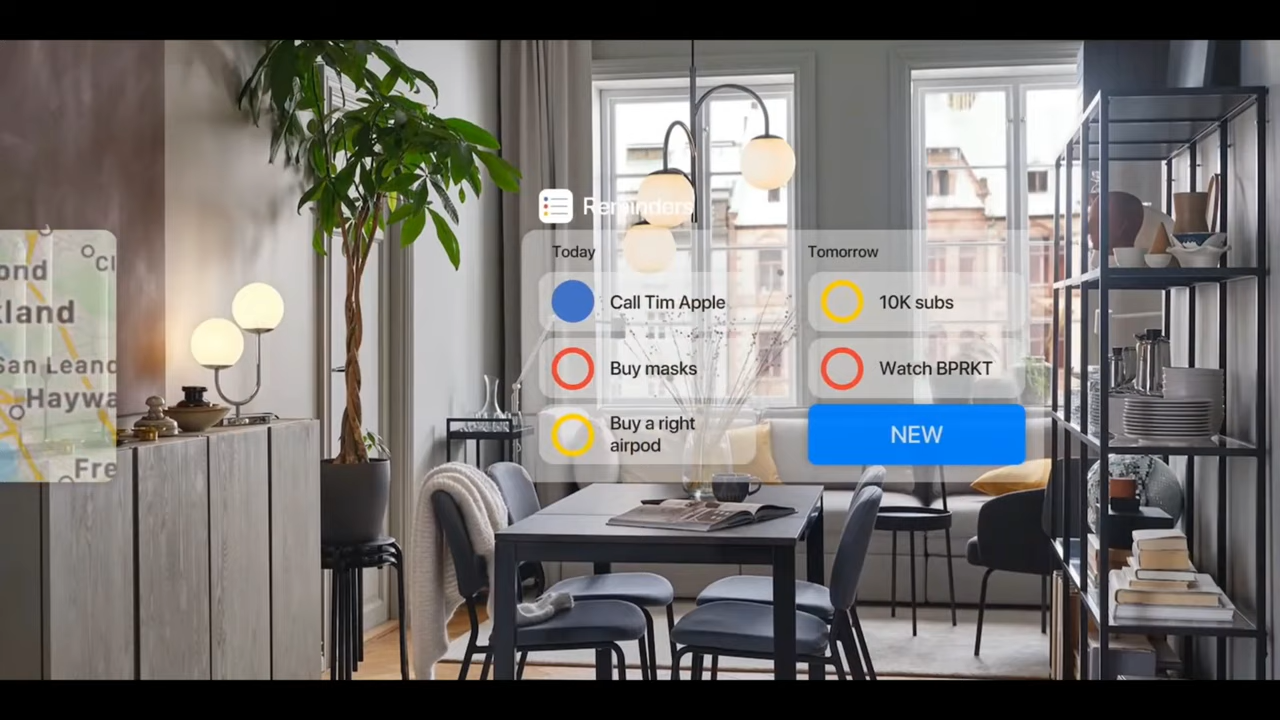 Reminders
Today
Call Tim Apple
Buy masks
Buy a right
airpod
Tomorrow
10K subs
Watch BPRKT
NEW
ond
Cl
kland
San Leand
Haywa
Fre